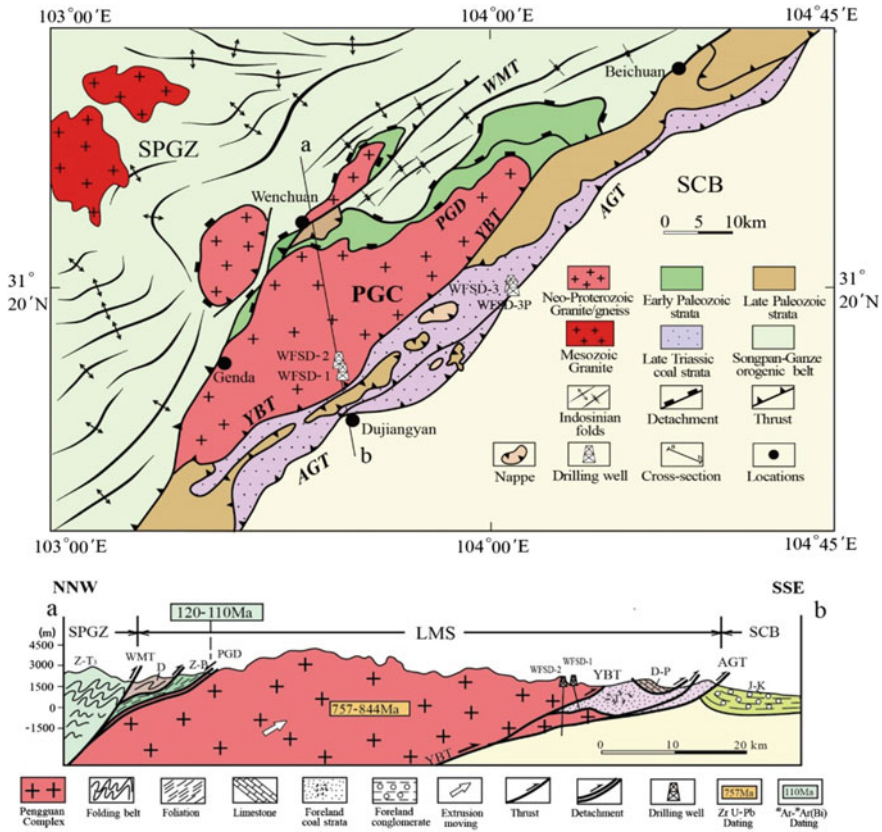 103°00′E
104°00′E
104°45′E
Beichuan
WMT
SPGZ
a
SCB
Wenchuan
PGD
YBT
AGT
0 5 10km
31°
20′N
31°
20′N
PGC
WFSD-3
WFSD-3P
Neo-Proterozoic
Granite/gneiss
Early Paleozoic
strata
Late Paleozoic
strata
WFSD-2
WFSD-1
Genda
Mesozoic
Granite
Late Triassic
coal strata
Songpan-Ganze
orogenic belt
YBT
Dujiangyan
Indosinian
folds
Detachment
Thrust
AGT
b
Nappe
Drilling well
Cross-section
Locations
103°00′E
104°00′E
104°45′E
NNW
SSE
a
120-110Ma
b
(m)
SPGZ
LMS
SCB
4500
3000
1500
0
-1500
WMT
D
PGD
WFSD-2
WFSD-1
YBT
D-P
AGT
J-K
757-844Ma
YBT
0 10 20 km
Pengguan
Complex
Folding belt
Foliation
Limestone
Foreland
coal strata
Foreland
conglomerate
Extrusion
moving
Thrust
Detachment
Drilling well
757Ma
Zr U-Pb
Dating
110Ma
Dating